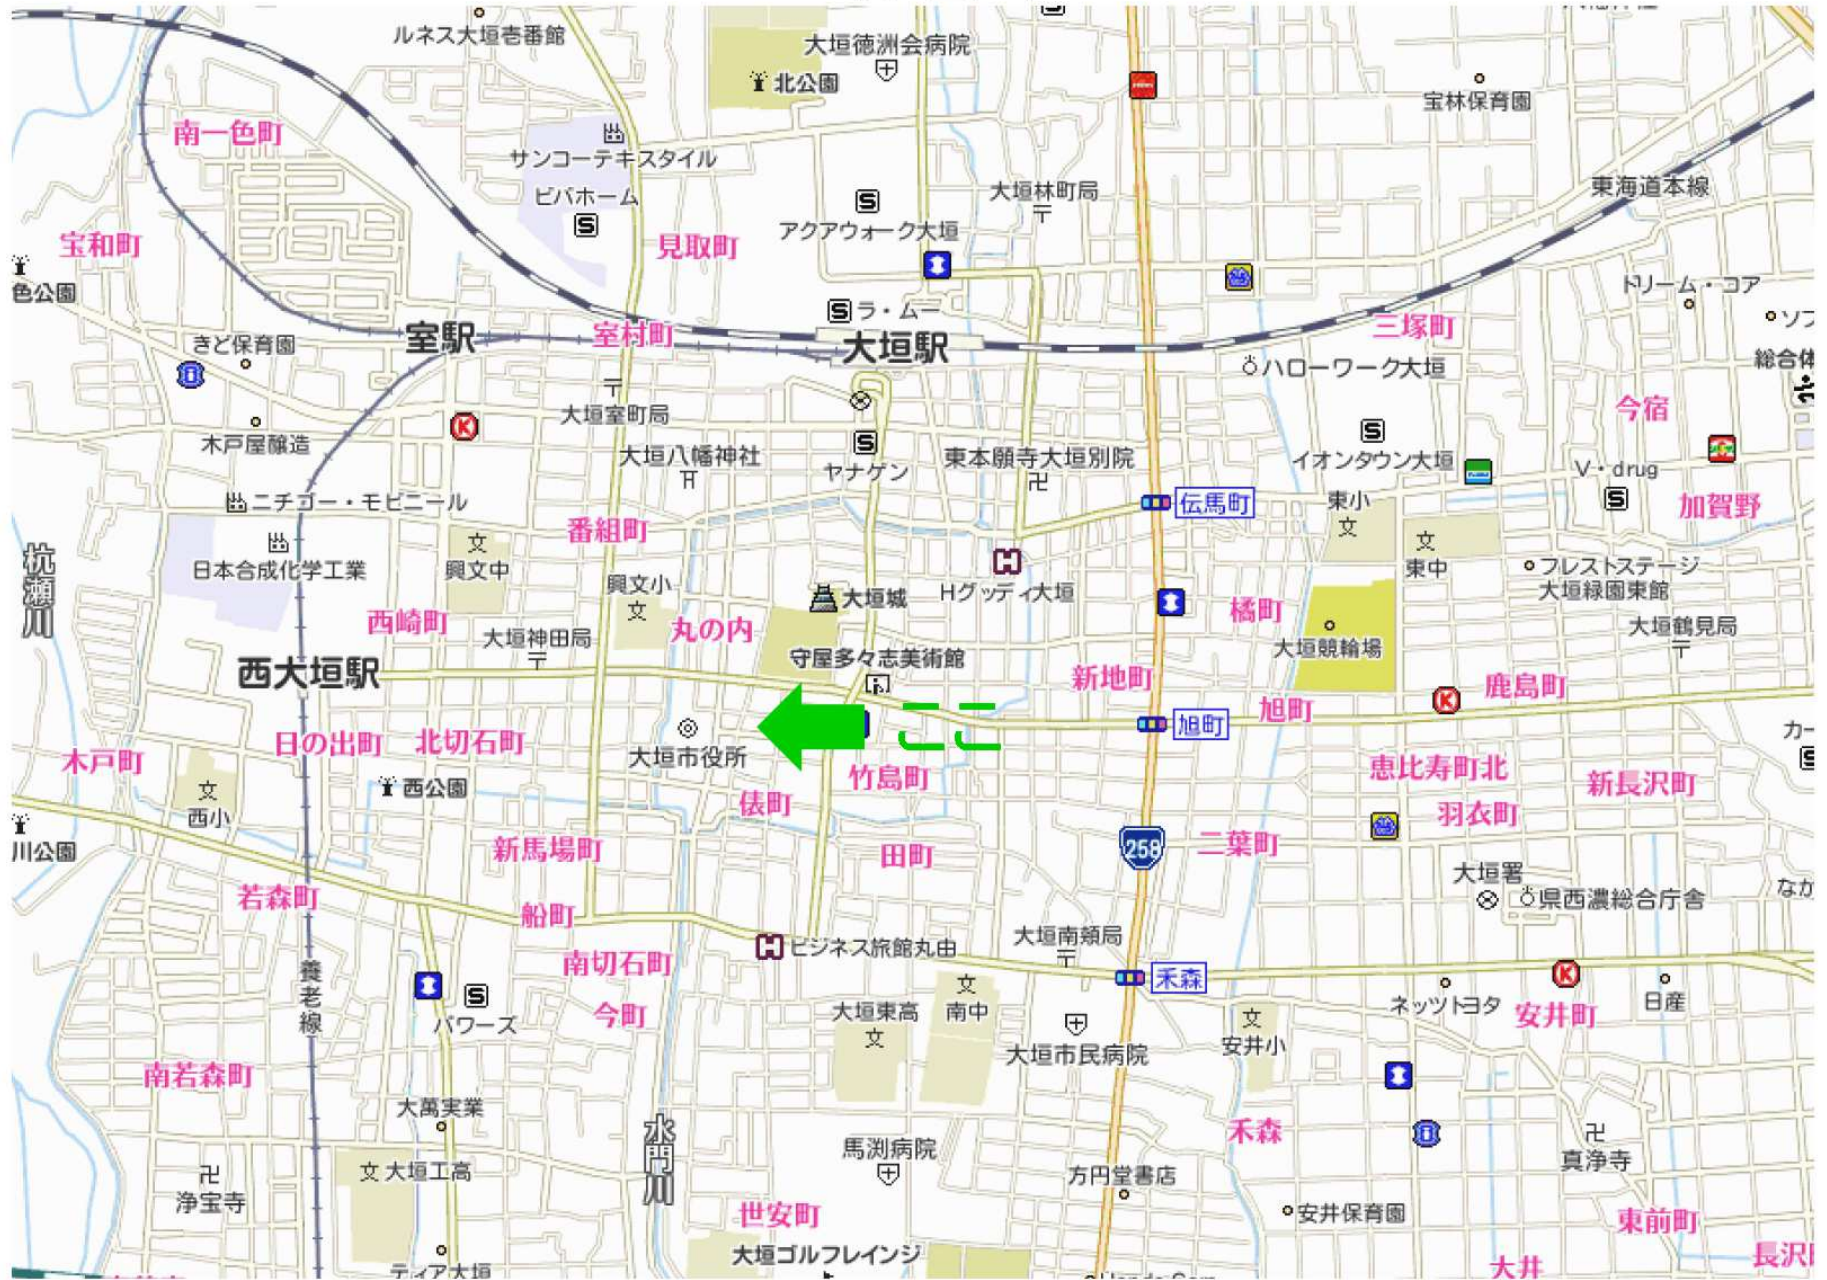 ルネス大垣壱番館
大垣徳洲会病院
北公園
宝林保育園
南一色町
サンコーテキスタイル
ビバホーム
S
S
大垣林町局
東海道本線
アクアウォーク大垣
宝和町
見取町
色公園
ドリーム・コア
S ラ・ムー
室村町
三塚町
ソフ
室駅
大垣駅
きど保育園
総合体
ハローワーク大垣
今宿
大垣室町局
K
木戸屋醸造
S
S
大垣八幡神社
ヤナゲン
東本願寺大垣別院
イオンタウン大垣
V・drug
S
ニチゴー・モビニール
伝馬町
東小
文
加賀野
番組町
文
文
杭瀬川
日本合成化学工業
興文中
東中
フレストステージ
大垣緑園東館
興文小
文
H
Hグッディ大垣
大垣城
橘町
西崎町
丸の内
大垣神田局
大垣鶴見局
大垣競輪場
守屋多々志美術館
西大垣駅
新地町
鹿島町
K
旭町
旭町
日の出町
北切石町
大垣市役所
カー
S
木戸町
竹島町
恵比寿町北
新長沢町
西公園
文
西小
俵町
羽衣町
川公園
新馬場町
田町
258
二葉町
大垣署
県西濃総合庁舎
なか
若森町
船町
H ビジネス旅館丸由
大垣南頬局
南切石町
禾森
K
養老線
S
パワーズ
文
南中
大垣東高
文
ネッツトヨタ
日産
今町
安井町
文
安井小
大垣市民病院
南若森町
大萬実業
水門川
禾森
馬渕病院
真浄寺
文 大垣工高
方円堂書店
浄宝寺
世安町
安井保育園
東前町
大垣ゴルフレインジ
ティア大垣
大井
長沢